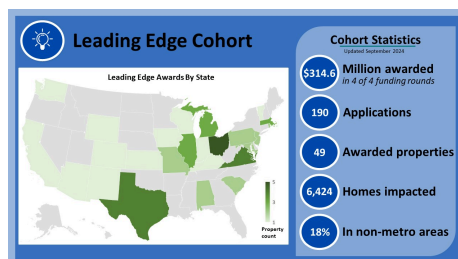 Leading Edge Cohort
Leading Edge Awards By State
5
3
1
Property
count
Cohort Statistics
Updated September 2024
$314.6
Million awarded
in 4 of 4 funding rounds
190
Applications
49
Awarded properties
6,424
Homes impacted
18%
In non-metro areas